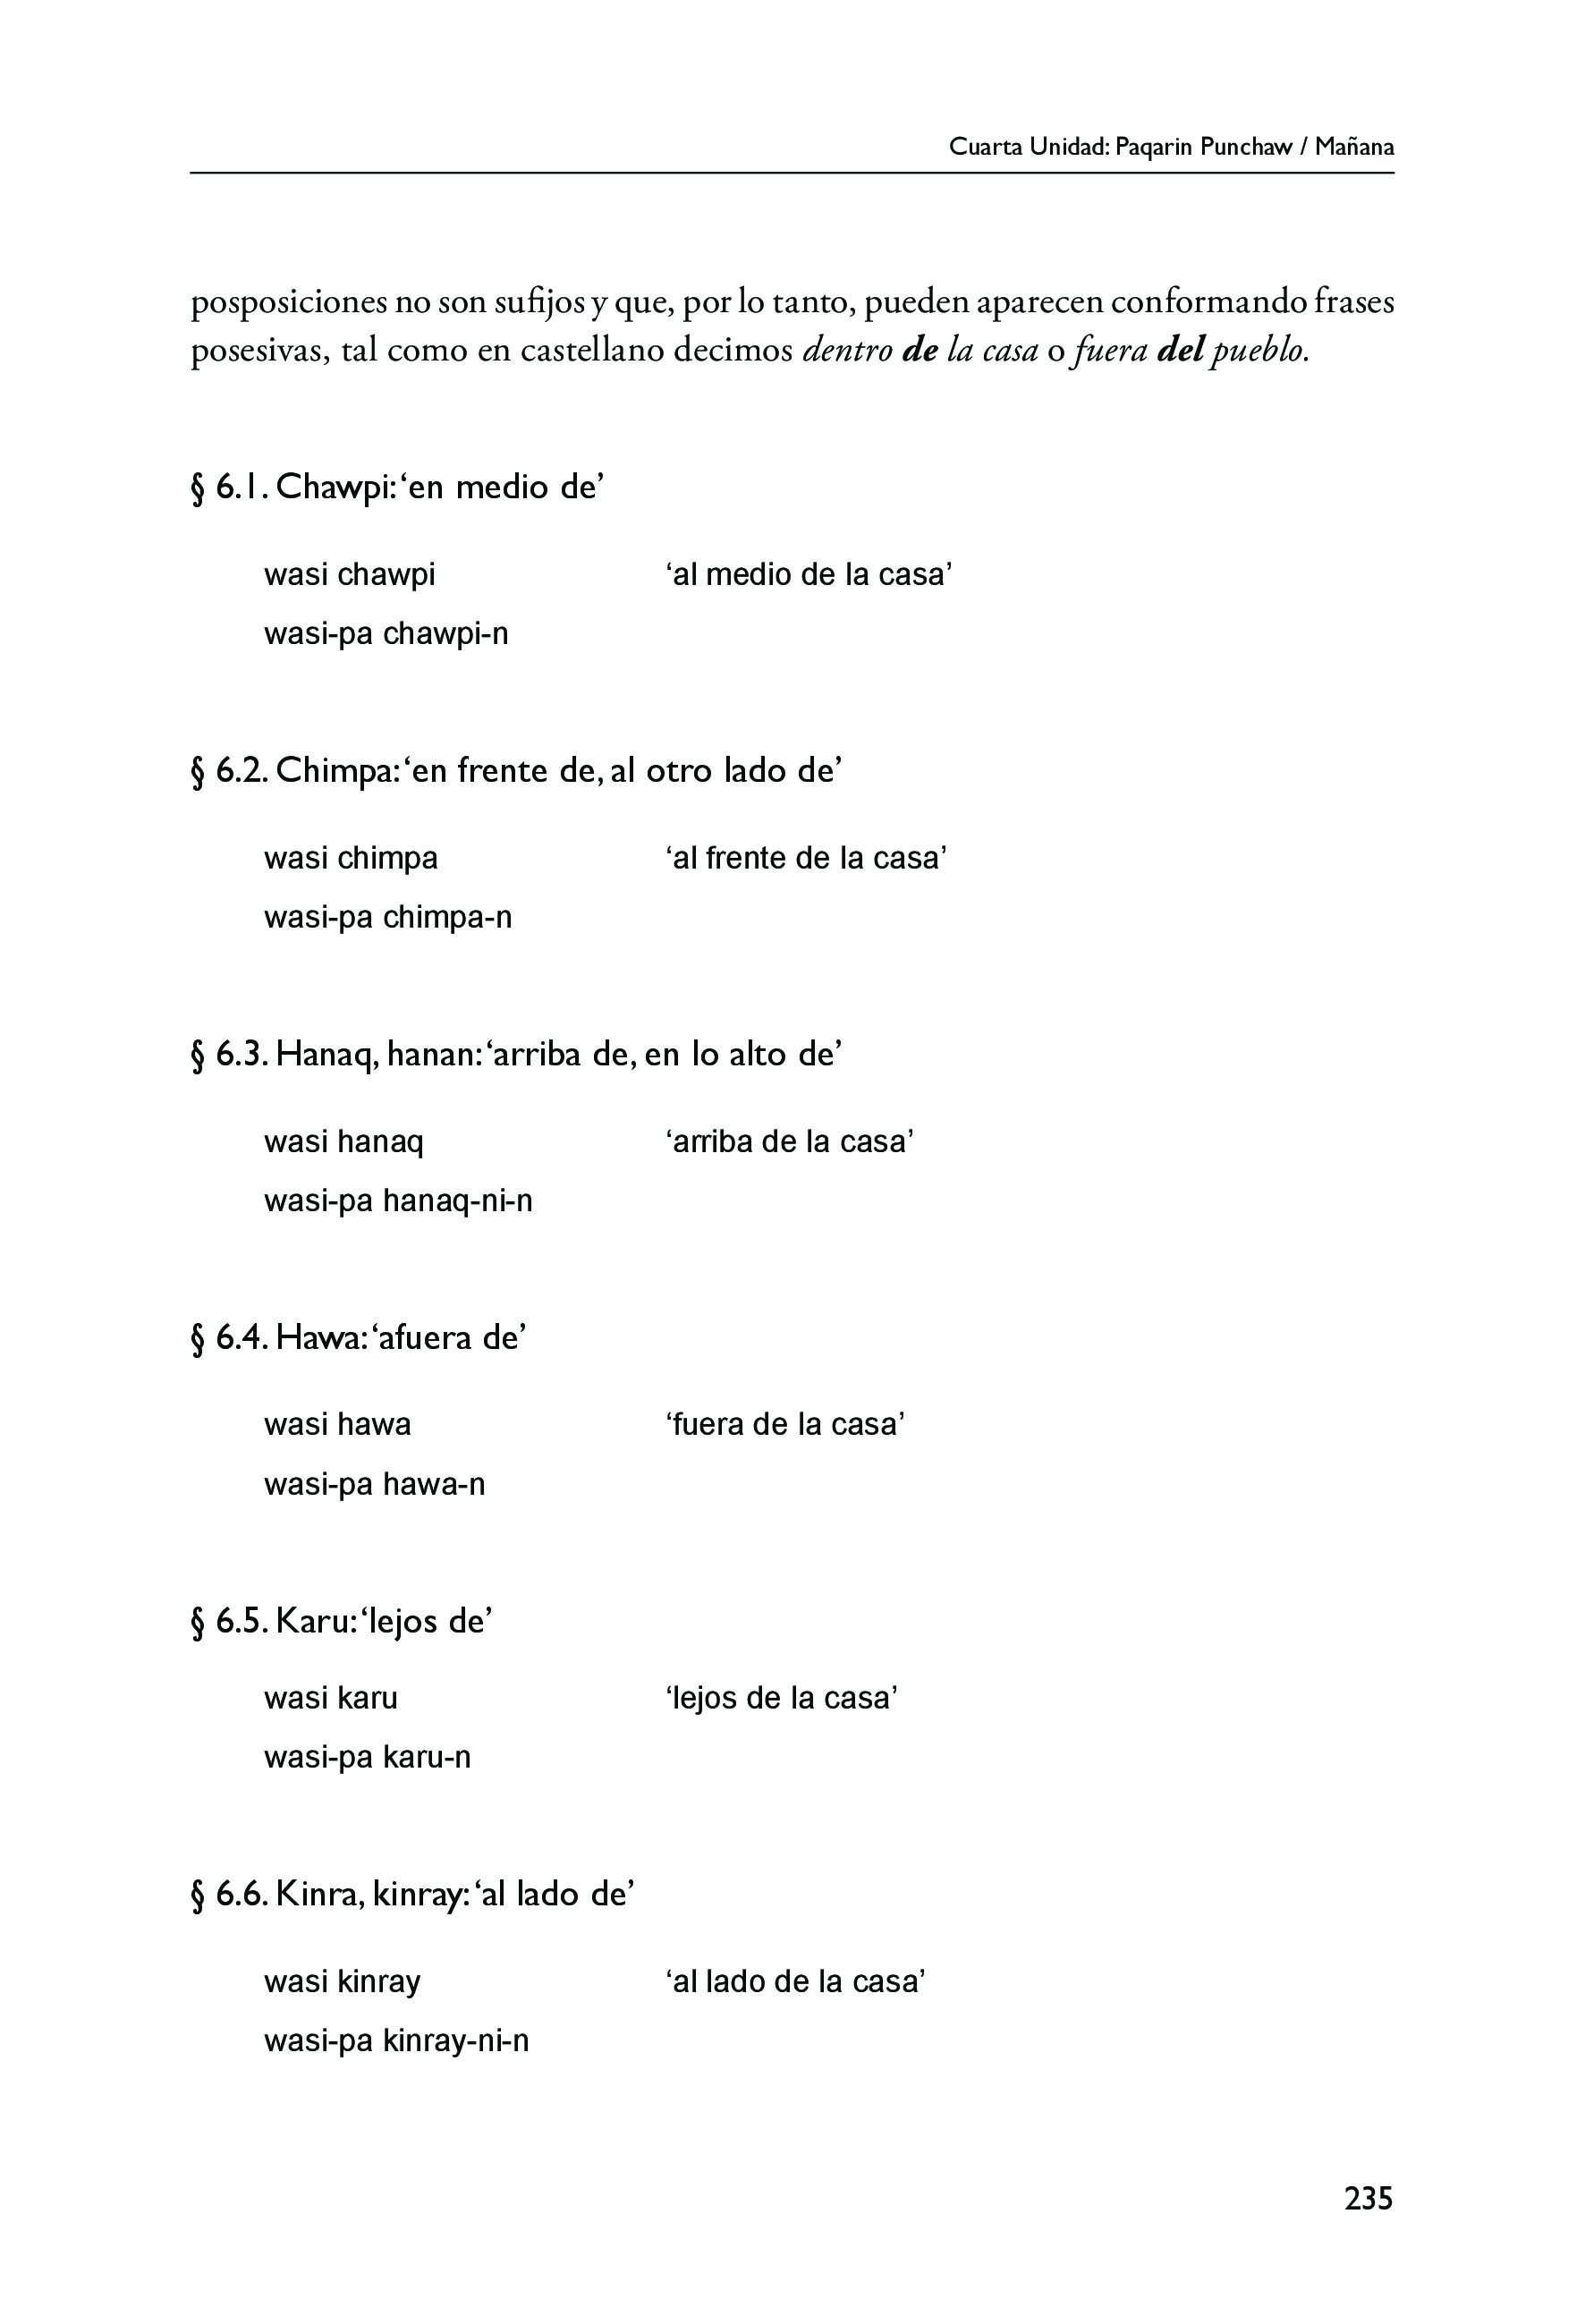 Cuarta Unidad: Paqarin Punchaw / Mañana
posposiciones no son sufijos y que, por lo tanto, pueden aparecen conformando frases
posesivas, tal como en castellano decimos dentro de la casa o fuera del pueblo.
§ 6.1. Chawpi: ‘en medio de’
wasi chawpi ‘al medio de la casa’
wasi-pa chawpi-n
§ 6.2. Chimpa: ‘en frente de, al otro lado de’
wasi chimpa ‘al frente de la casa’
wasi-pa chimpa-n
§ 6.3. Hanaq, hanan: ‘arriba de, en lo alto de’
wasi hanaq ‘arriba de la casa’
wasi-pa hanaq-ni-n
§ 6.4. Hawa: ‘afuera de’
wasi hawa ‘fuera de la casa’
wasi-pa hawa-n
§ 6.5. Karu: ‘lejos de’
wasi karu ‘lejos de la casa’
wasi-pa karu-n
§ 6.6. Kinra, kinray: ‘al lado de’
wasi kinray ‘al lado de la casa’
wasi-pa kinray-ni-n
235